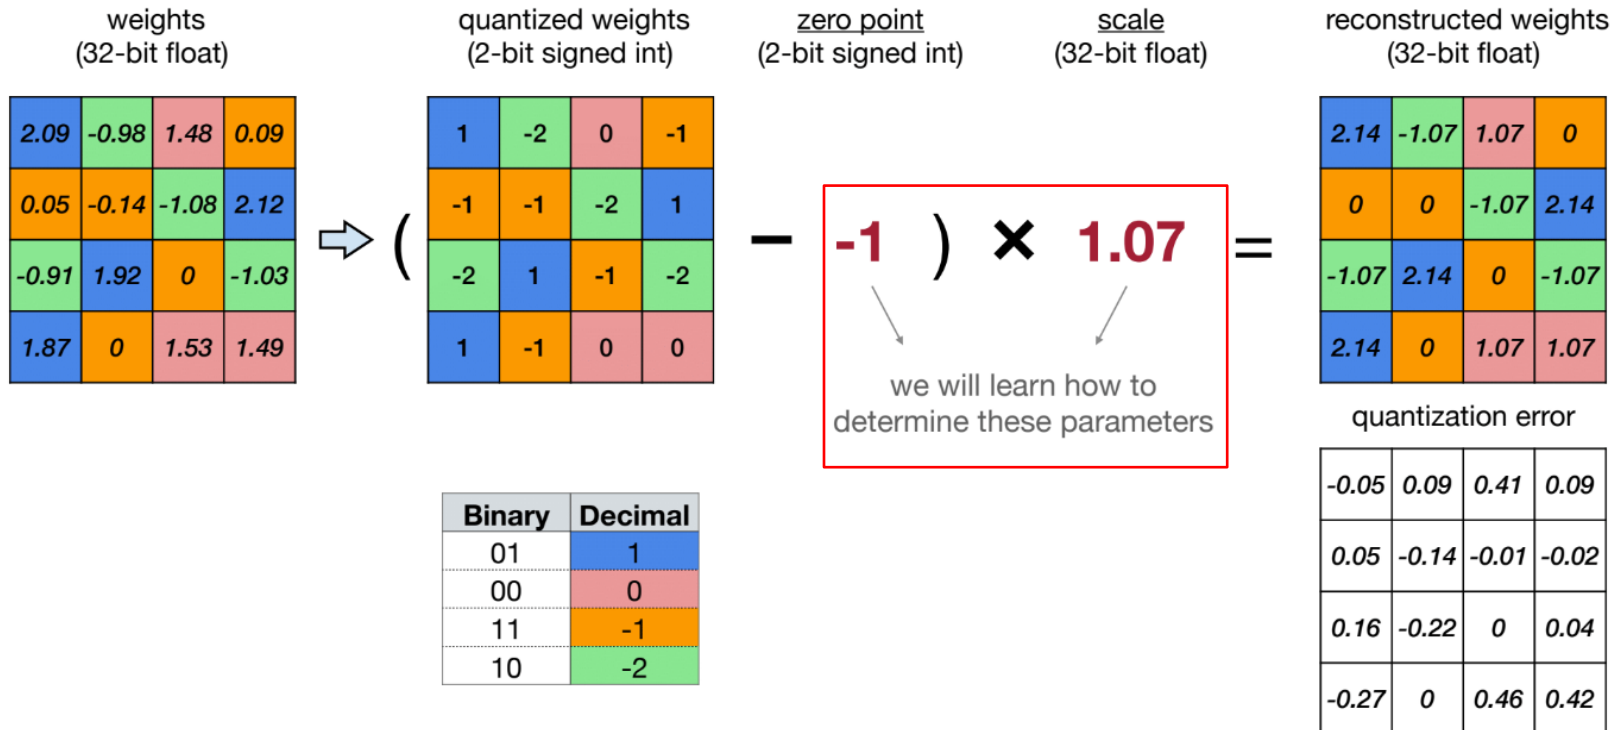 weights
(32-bit float)
quantized weights
(2-bit signed int)
zero point
(2-bit signed int)
scale
(32-bit float)
reconstructed weights
(32-bit float)
2.09 -0.98 1.48 0.09
0.05 -0.14 -1.08 2.12
-0.91 1.92 0 -1.03
1.87 0 1.53 1.49
(
1 -2 0 -1
-1 -1 -2 1
-2 1 -1 -2
1 -1 0 0
− -1 ) × 1.07 =
we will learn how to
determine these parameters
2.14 -1.07 1.07 0
0 0 -1.07 2.14
-1.07 2.14 0 -1.07
2.14 0 1.07 1.07
quantization error
-0.05 0.09 0.41 0.09
0.05 -0.14 -0.01 -0.02
0.16 -0.22 0 0.04
-0.27 0 0.46 0.42
Binary Decimal
01 1
00 0
11 -1
10 -2